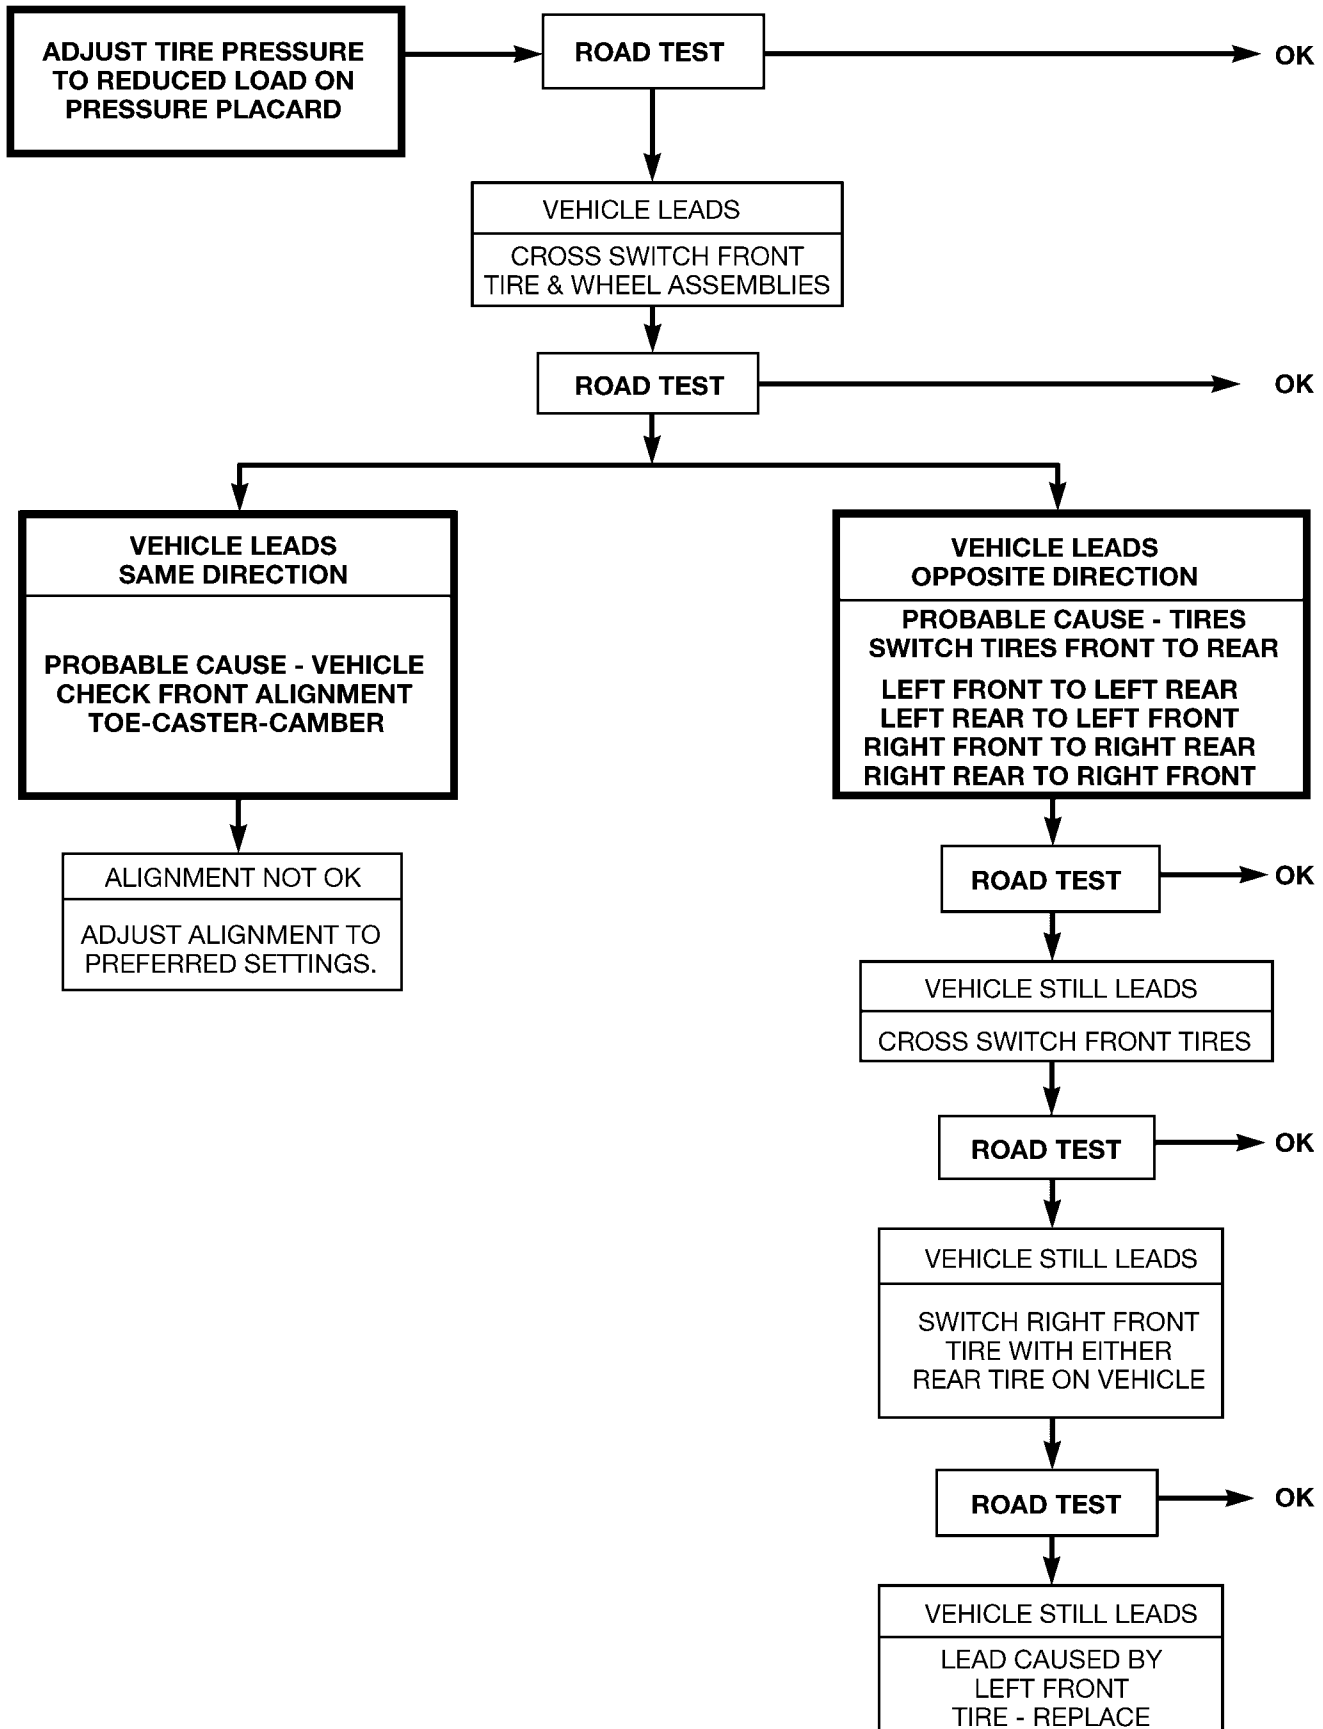 ADJUST TIRE PRESSURE
TO REDUCED LOAD ON
PRESSURE PLACARD
ROAD TEST
OK
VEHICLE LEADS
CROSS SWITCH FRONT
TIRE & WHEEL ASSEMBLIES
ROAD TEST
OK
VEHICLE LEADS
SAME DIRECTION
PROBABLE CAUSE - VEHICLE
CHECK FRONT ALIGNMENT
TOE-CASTER-CAMBER
ALIGNMENT NOT OK
ADJUST ALIGNMENT TO
PREFERRED SETTINGS.
VEHICLE LEADS
OPPOSITE DIRECTION
PROBABLE CAUSE - TIRES
SWITCH TIRES FRONT TO REAR
LEFT FRONT TO LEFT REAR
LEFT REAR TO LEFT FRONT
RIGHT FRONT TO RIGHT REAR
RIGHT REAR TO RIGHT FRONT
ROAD TEST
OK
VEHICLE STILL LEADS
CROSS SWITCH FRONT TIRES
ROAD TEST
OK
VEHICLE STILL LEADS
SWITCH RIGHT FRONT
TIRE WITH EITHER
REAR TIRE ON VEHICLE
ROAD TEST
OK
VEHICLE STILL LEADS
LEAD CAUSED BY
LEFT FRONT
TIRE - REPLACE